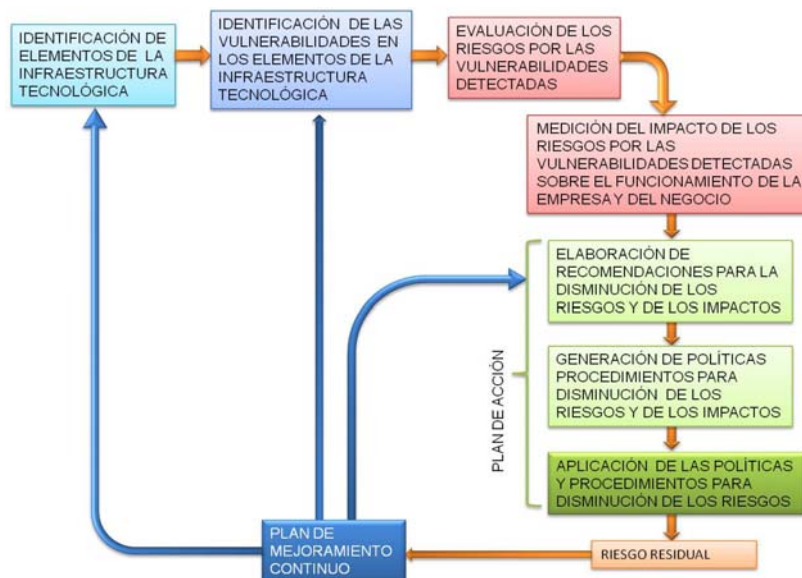 IDENTIFICACIÓN DE
ELEMENTOS DE LA
INFRAESTRUCTURA
TECNOLÓGICA
IDENTIFICACIÓN DE LAS
VULNERABILIDADES EN
LOS ELEMENTOS DE LA
INFRAESTRUCTURA
TECNOLÓGICA
EVALUACIÓN DE LOS
RIESGOS POR LAS
VULNERABILIDADES
DETECTADAS
MEDICIÓN DEL IMPACTO DE LOS
RIESGOS POR LAS
VULNERABILIDADES DETECTADAS
SOBRE EL FUNCIONAMIENTO DE LA
EMPRESA Y DEL NEGOCIO
ELABORACIÓN DE
RECOMENDACIONES PARA LA
DISMINUCIÓN DE LOS
RIESGOS Y DE LOS IMPACTOS
GENERACIÓN DE POLÍTICAS
PROCEDIMIENTOS PARA
DISMINUCIÓN DE LOS
RIESGOS Y DE LOS IMPACTOS
PLAN DE ACCIÓN
APLICACIÓN DE LAS POLÍTICAS
Y PROCEDIMIENTOS PARA
DISMINUCIÓN DE LOS RIESGOS
RIESGO RESIDUAL
PLAN DE
MEJORAMIENTO
CONTINUO